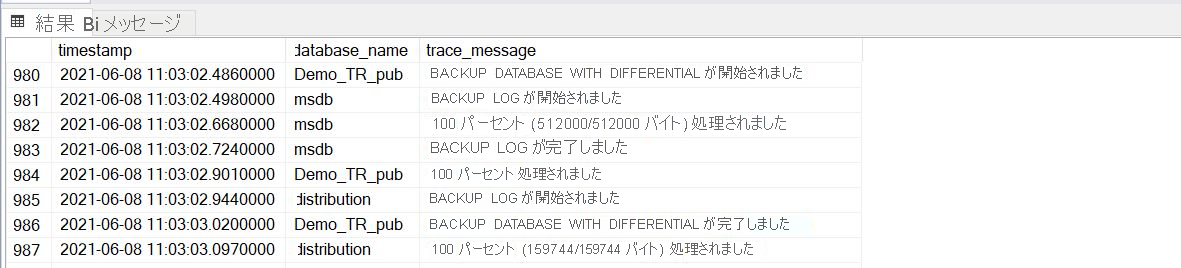 結果 Bi メッセージ
timestamp database_name trace_message
980 2021-06-08 11:03:02.4860000 Demo_TR_pub BACKUP DATABASE WITH DIFFERENTIAL が開始されました
981 2021-06-08 11:03:02.4980000 msdb BACKUP LOG が開始されました
982 2021-06-08 11:03:02.6680000 msdb 100 パーセント (512000/512000 バイト) 処理されました
983 2021-06-08 11:03:02.7240000 msdb BACKUP LOG が完了しました
984 2021-06-08 11:03:02.9010000 Demo_TR_pub 100 パーセント 処理されました
985 2021-06-08 11:03:02.9440000 distribution BACKUP LOG が開始されました
986 2021-06-08 11:03:03.0200000 Demo_TR_pub BACKUP DATABASE WITH DIFFERENTIAL が完了しました
987 2021-06-08 11:03:03.0970000 distribution 100 パーセント (159744/159744 バイト) 処理されました